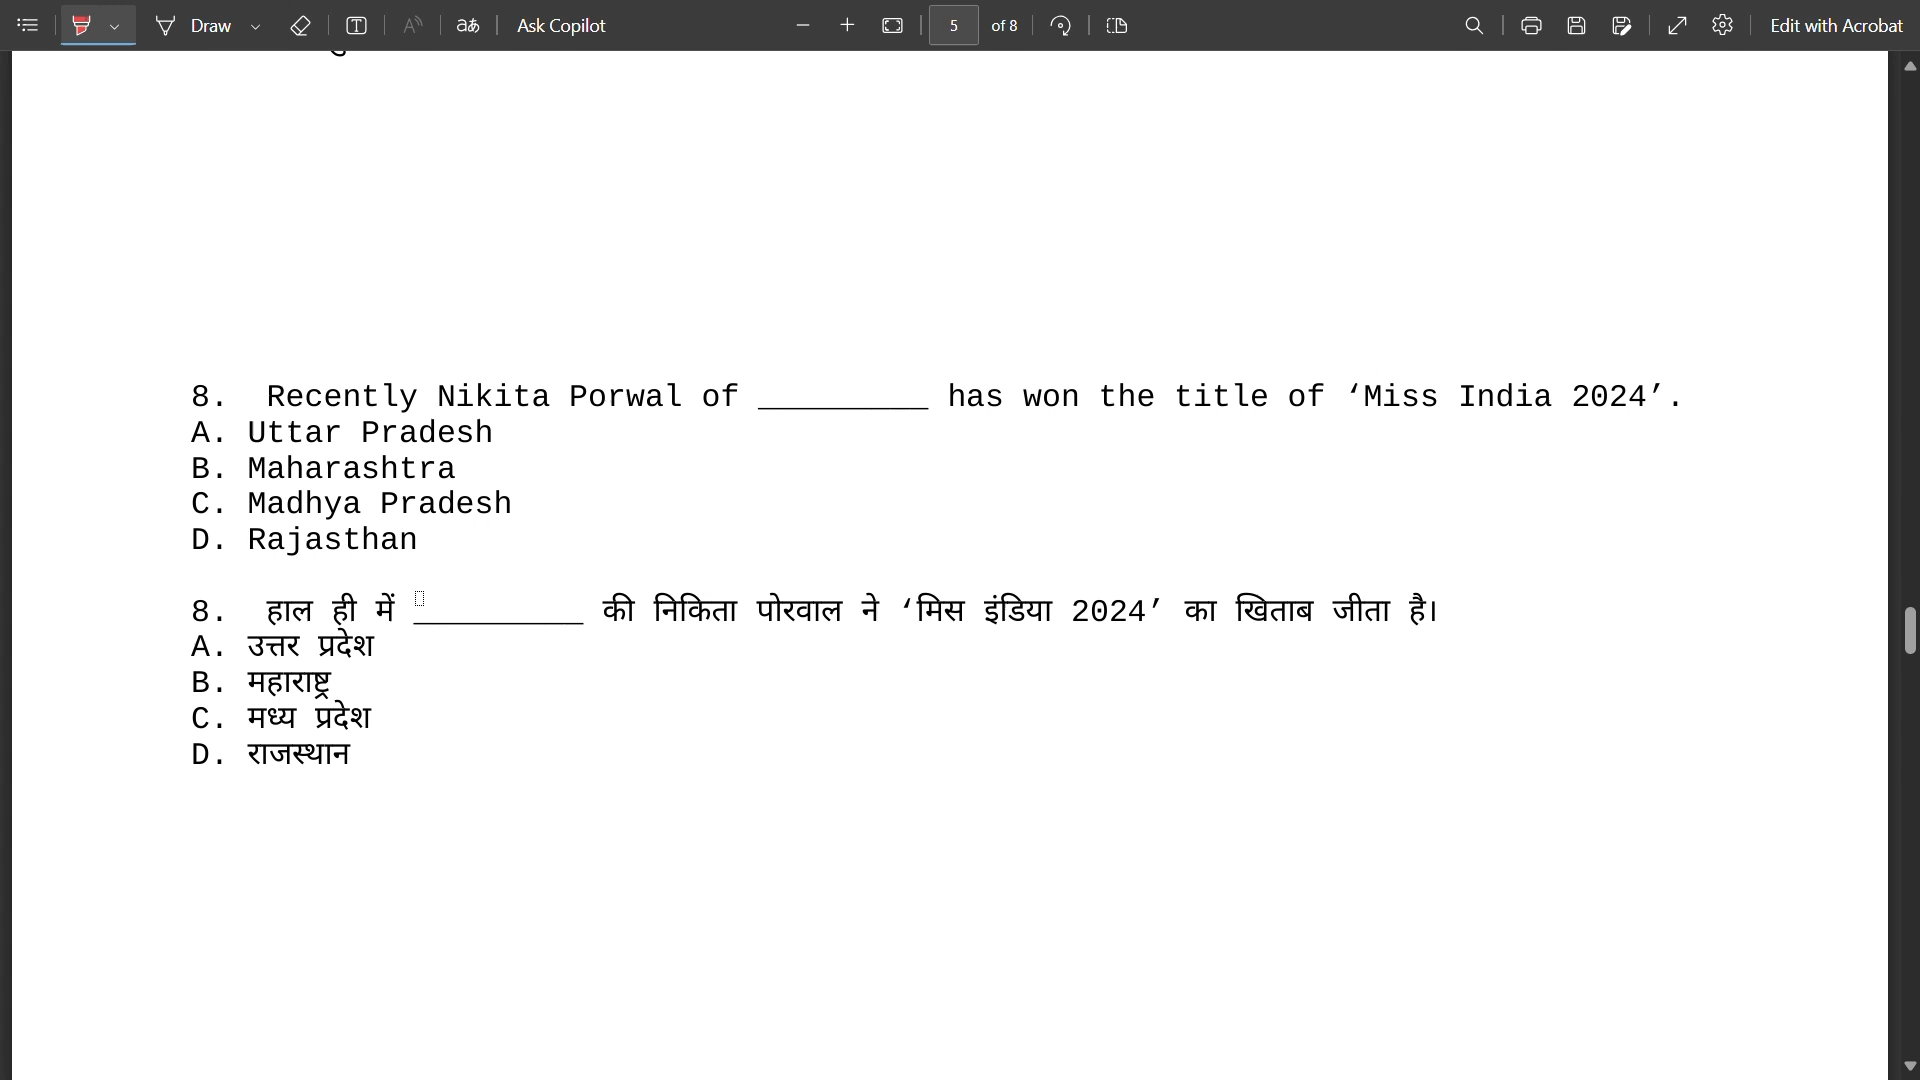 Draw
aあ
Ask Copilot
5 of 8
Edit with Acrobat
8. Recently Nikita Porwal of _________ has won the title of ‘Miss India 2024’.
A. Uttar Pradesh
B. Maharashtra
C. Madhya Pradesh
D. Rajasthan
8. हाल ही में _________ की निकिता पोरवाल ने ‘मिस इंडिया 2024’ का खिताब जीता है।
A. उत्तर प्रदेश
B. महाराष्ट्र
C. मध्य प्रदेश
D. राजस्थान